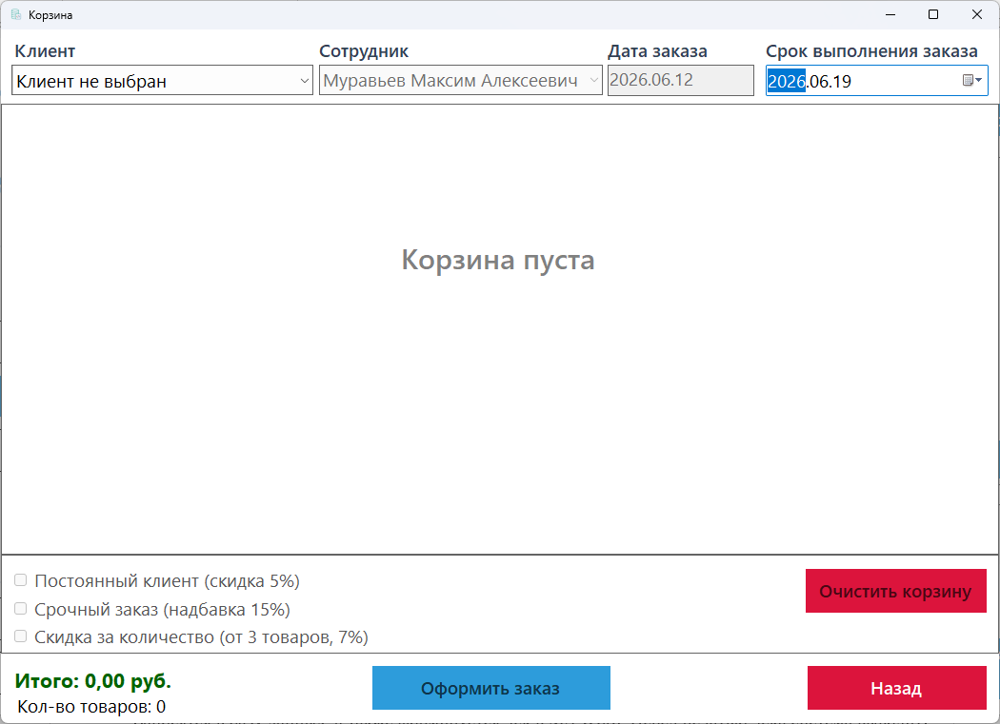 Корзина
Клиент
Сотрудник
Дата заказа
Срок выполнения заказа
Клиент не выбран
Муравьев Максим Алексеевич
2026.06.12
2026.06.19
Корзина пуста
Постоянный клиент (скидка 5%)
Срочный заказ (надбавка 15%)
Скидка за количество (от 3 товаров, 7%)
Очистить корзину
Итого: 0,00 руб.
Кол-во товаров: 0
Оформить заказ
Назад